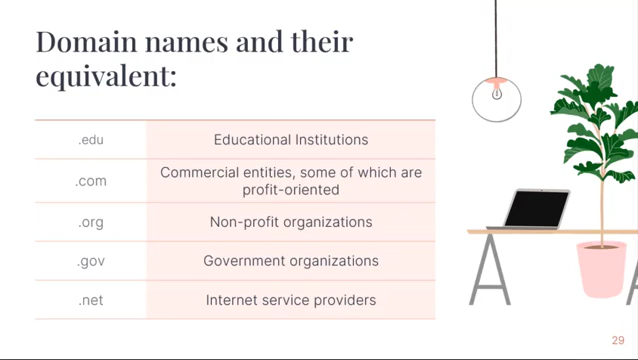 Domain names and their
equivalent:
.edu Educational Institutions
.com Commercial entities, some of which are
profit-oriented
.org Non-profit organizations
.gov Government organizations
.net Internet service providers
29